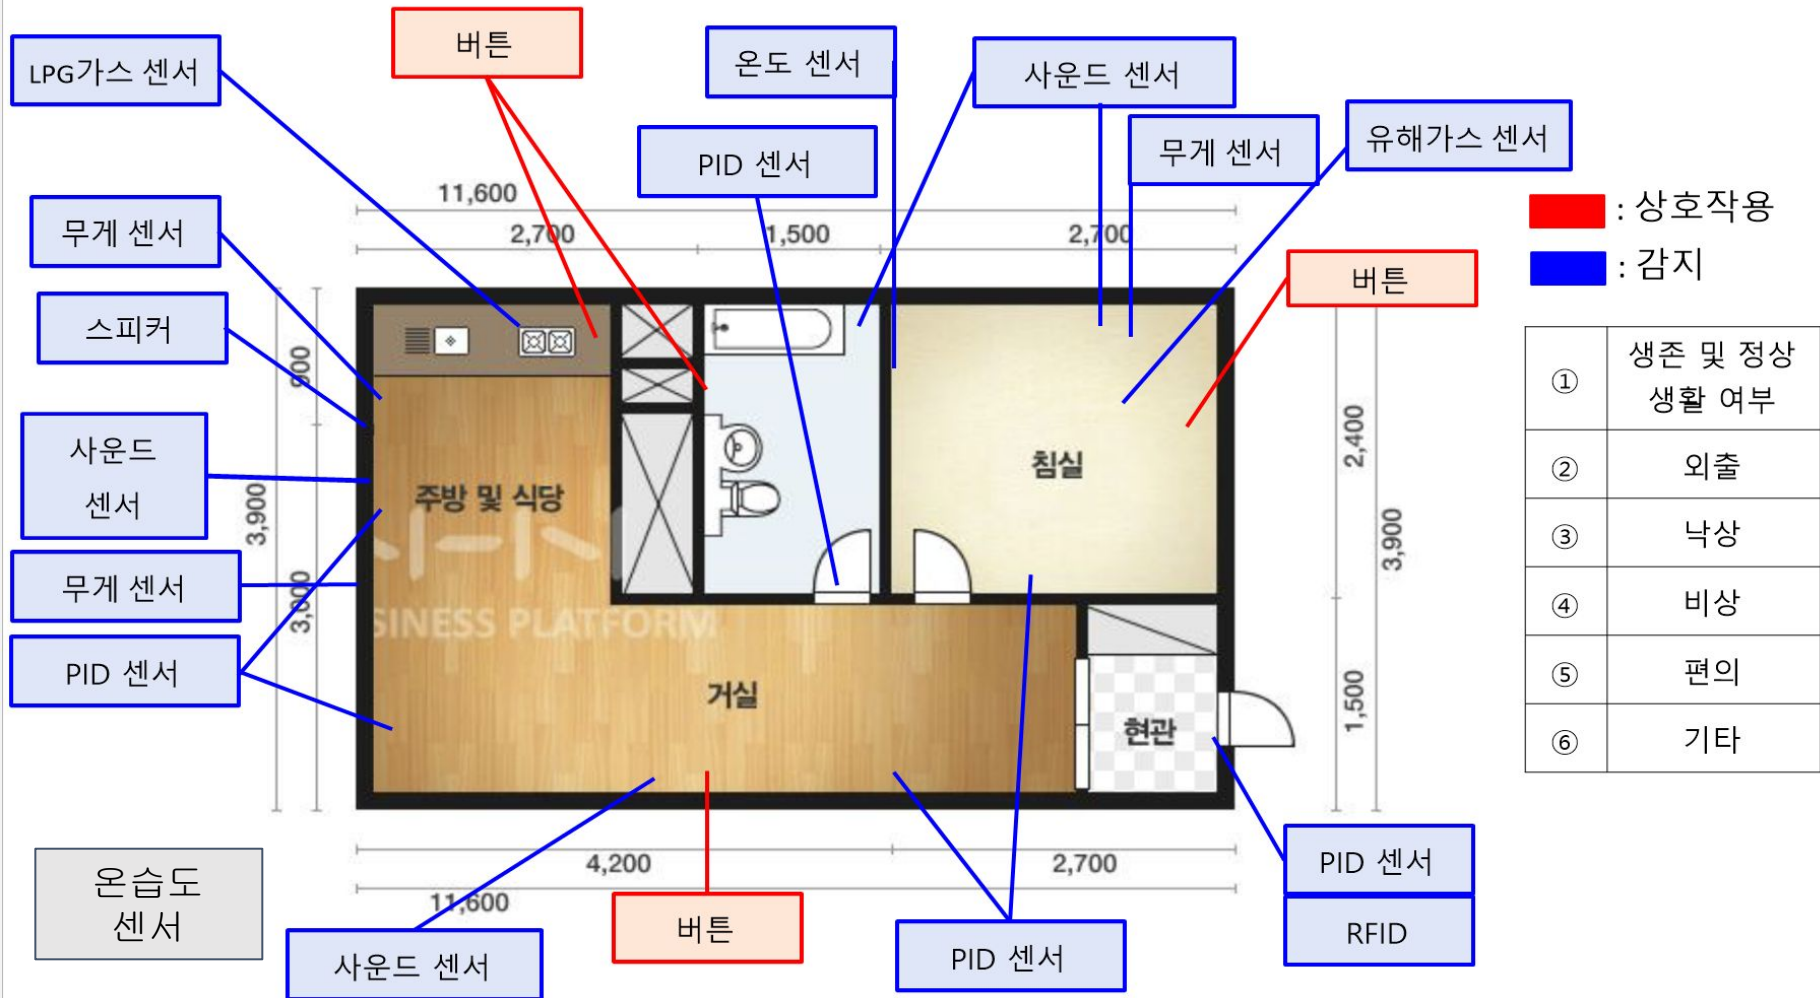 버튼
LPG가스 센서
온도 센서
사운드 센서
무게 센서
유해가스 센서
PID 센서
11,600
2,700
1,500
2,700
무게 센서
: 상호작용
: 감지
버튼
스피커
사운드
센서
무게 센서
PID 센서
3,900
3,000
주방 및 식당
침실
거실
현관
SINESS PLATFORM
2,400
3,900
1,500
①
생존 및 정상
생활 여부
②
외출
③
낙상
④
비상
⑤
편의
⑥
기타
4,200
2,700
11,600
온습도
센서
사운드 센서
버튼
PID 센서
PID 센서
RFID